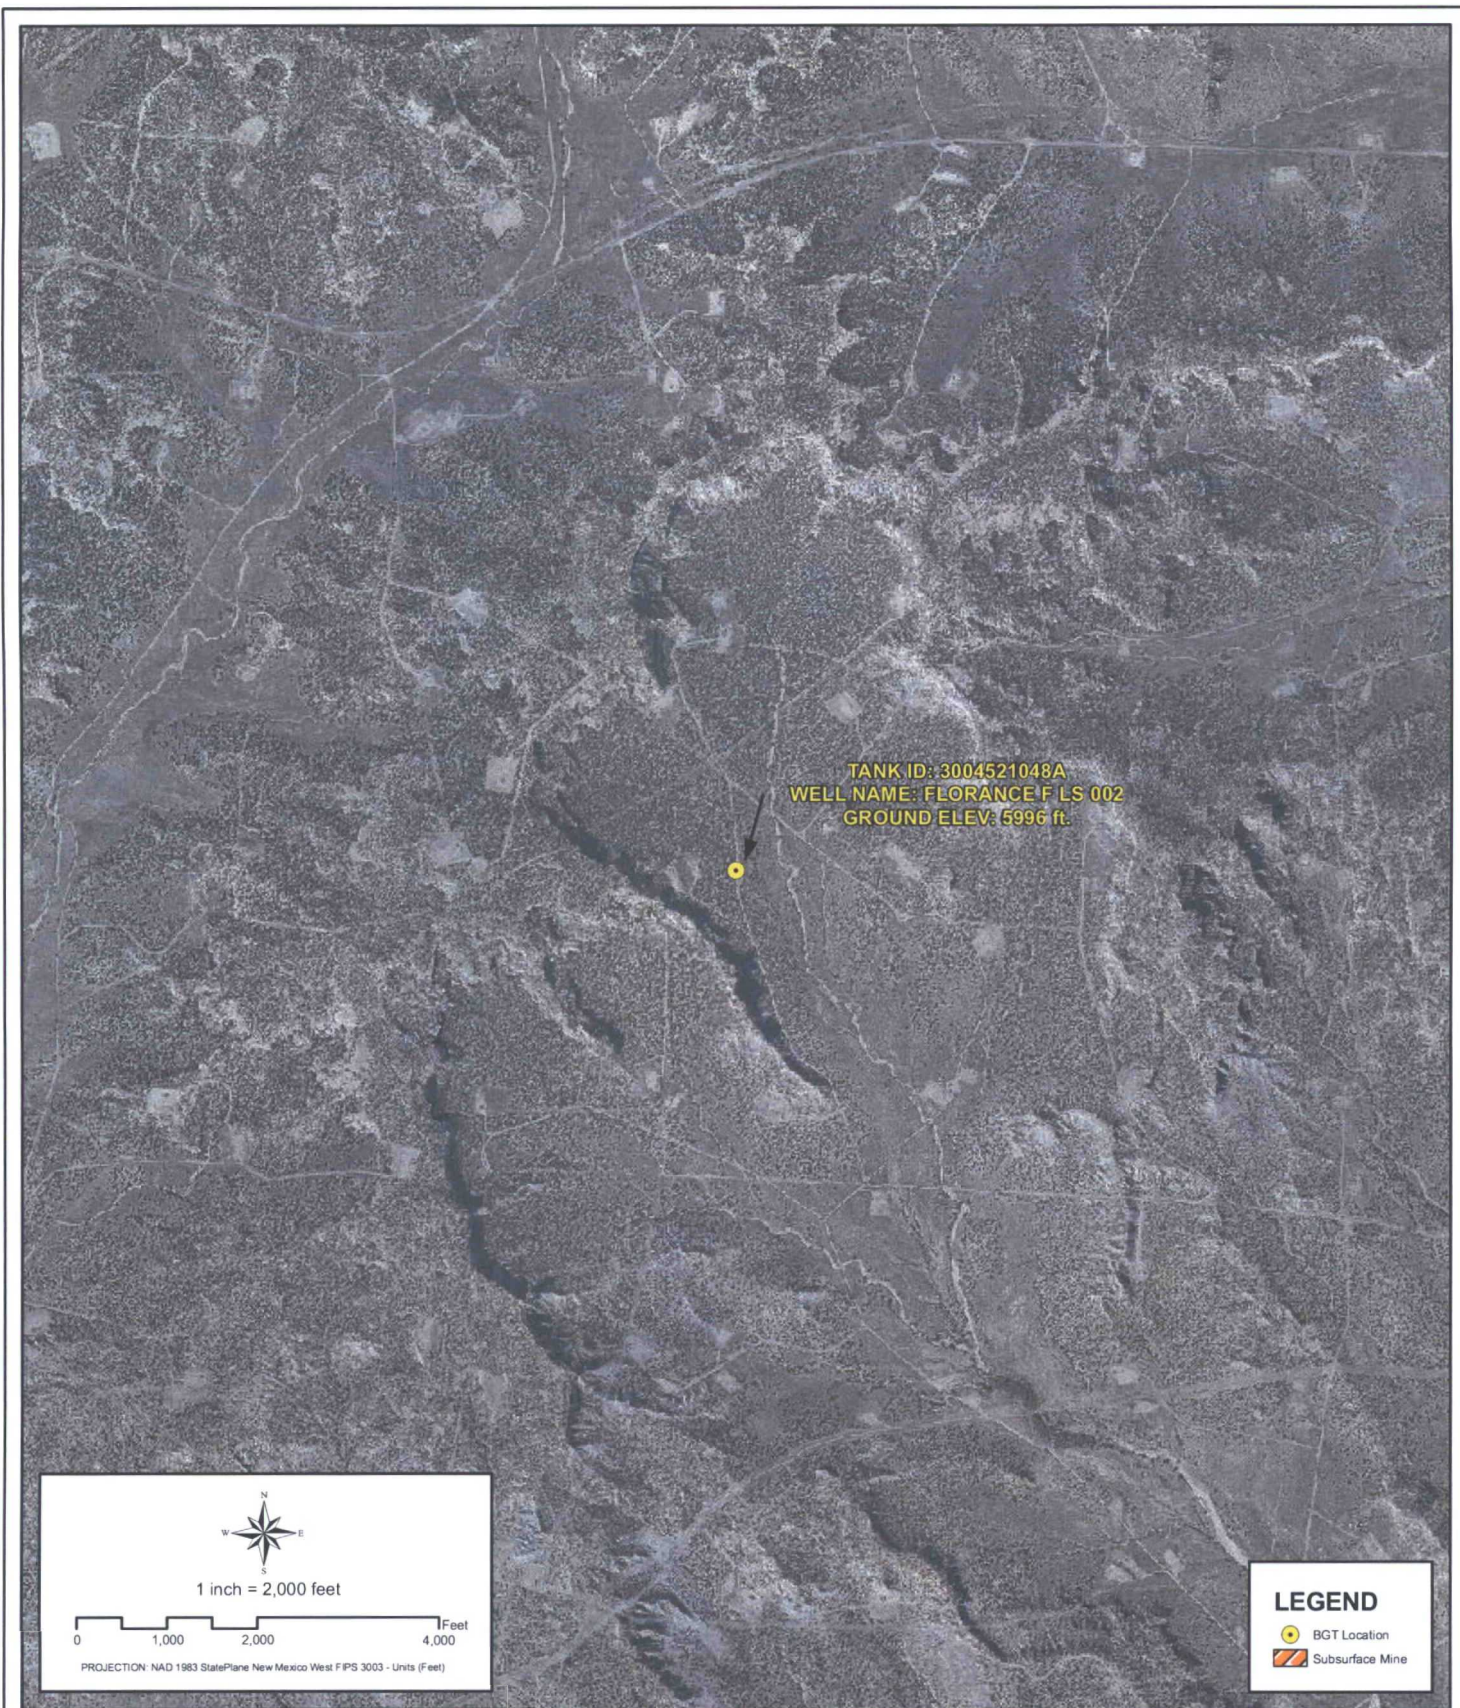 TANK ID: 3004521048A
WELL NAME: FLORANCE F LS 002
GROUND ELEV: 5996 ft.
N
W E
S
1 inch = 2,000 feet
Feet
0 1,000 2,000 4,000
PROJECTION: NAD 1983 StatePlane New Mexico West FIPS 3003 - Units (Feet)
LEGEND
BGT Location
Subsurface Mine